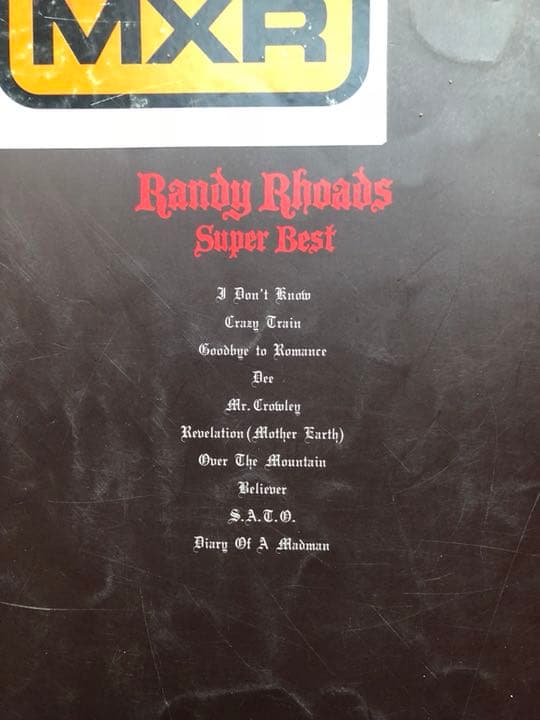 MXR
Randy Rhoads
Super Best
I Don't Know
Crazy Train
Goodbye to Romance
Dee
Mr. Crowley
Revelation (Mother Earth)
Over The Mountain
Believer
S.A.T.O.
Diary Of A Madman